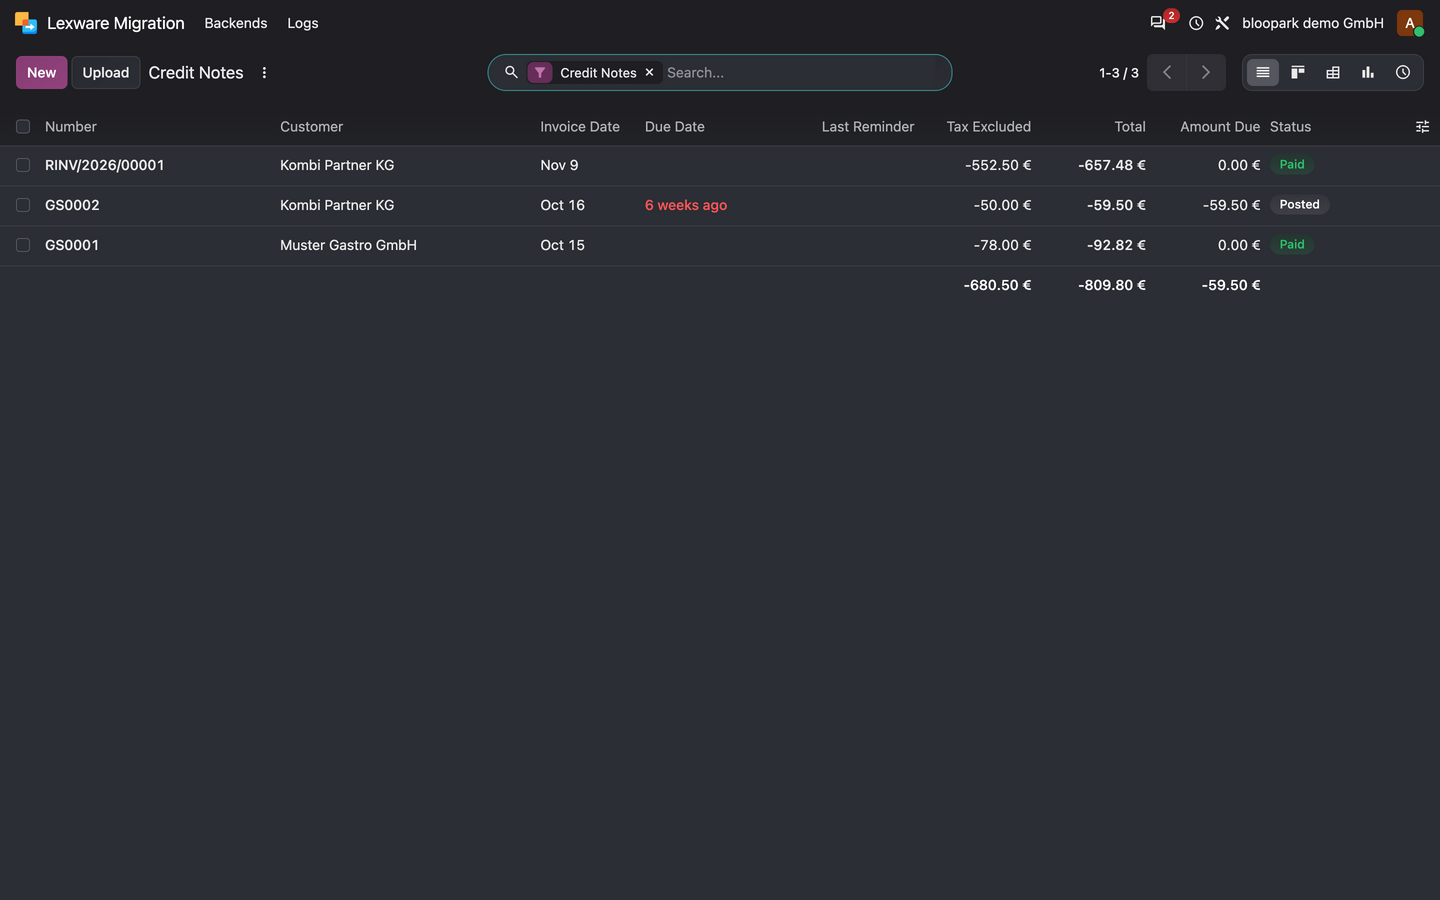 Lexware Migration Backends Logs 2 bloopark demo GmbH A
New Upload Credit Notes Credit Notes Search... 1-3 / 3
Number Customer Invoice Date Due Date Last Reminder Tax Excluded Total Amount Due Status
RINV/2026/00001 Kombi Partner KG Nov 9 -552.50 € -657.48 € 0.00 € Paid
GS0002 Kombi Partner KG Oct 16 6 weeks ago -50.00 € -59.50 € -59.50 € Posted
GS0001 Muster Gastro GmbH Oct 15 -78.00 € -92.82 € 0.00 € Paid
-680.50 € -809.80 € -59.50 €